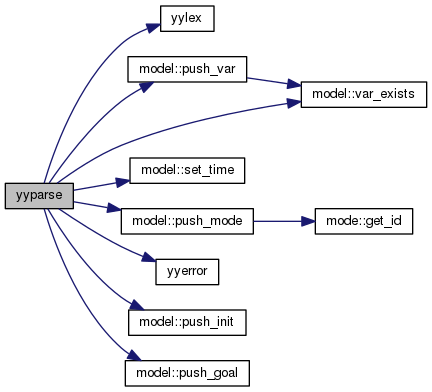 yylex
model::push_var
model::var_exists
model::set_time
yyparse
model::push_mode
mode::get_id
yyerror
model::push_init
model::push_goal